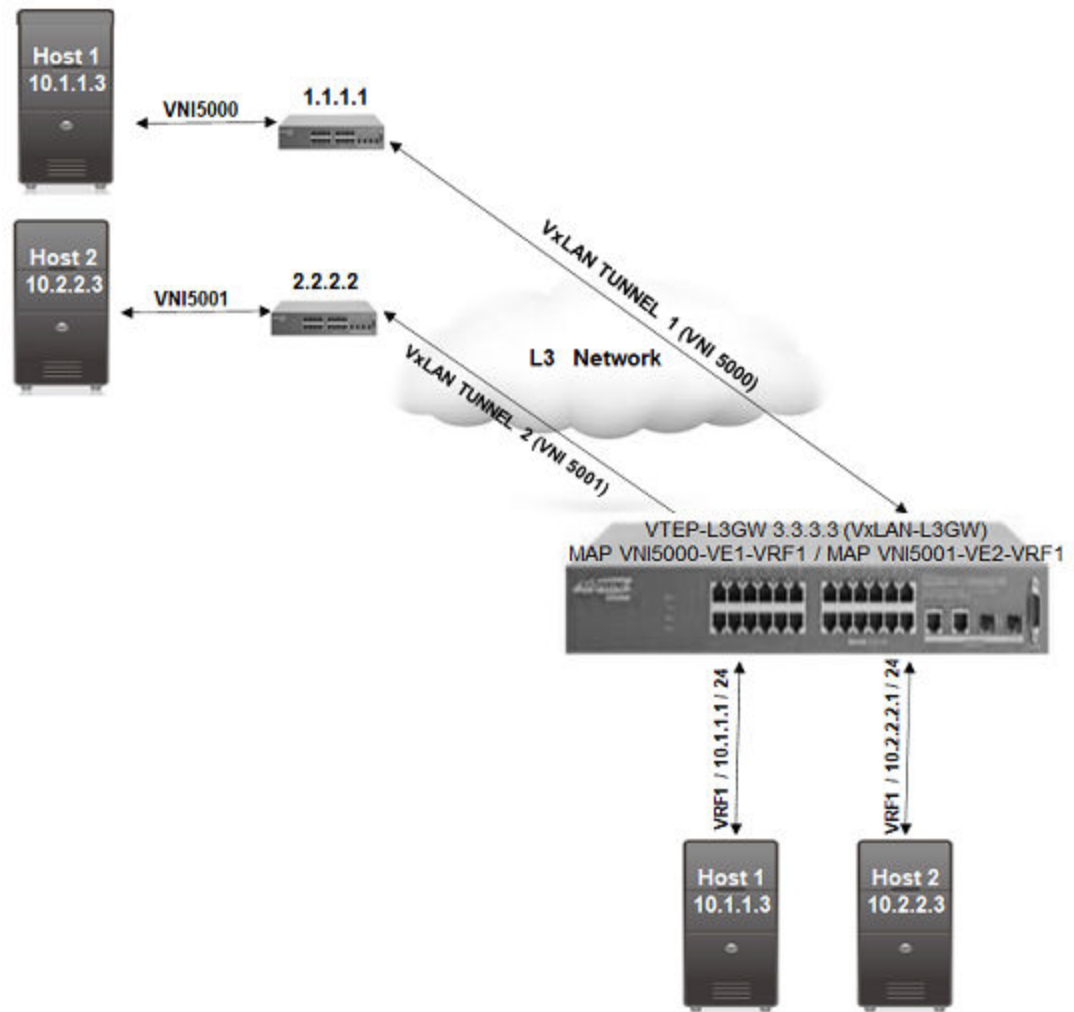 Host 1
10.1.1.3
VNI5000
1.1.1.1
Host 2
10.2.2.3
VNI5001
2.2.2.2
VxLAN TUNNEL 1 (VNI 5000)
L3 Network
VxLAN TUNNEL 2 (VNI 5001)
VTEP-L3GW 3.3.3.3 (VxLAN-L3GW)
MAP VNI5000-VE1-VRF1 / MAP VNI5001-VE2-VRF1
VRF1 / 10.1.1.1 / 24
VRF1 / 10.2.2.2.1 / 24
Host 1
10.1.1.3
Host 2
10.2.2.3